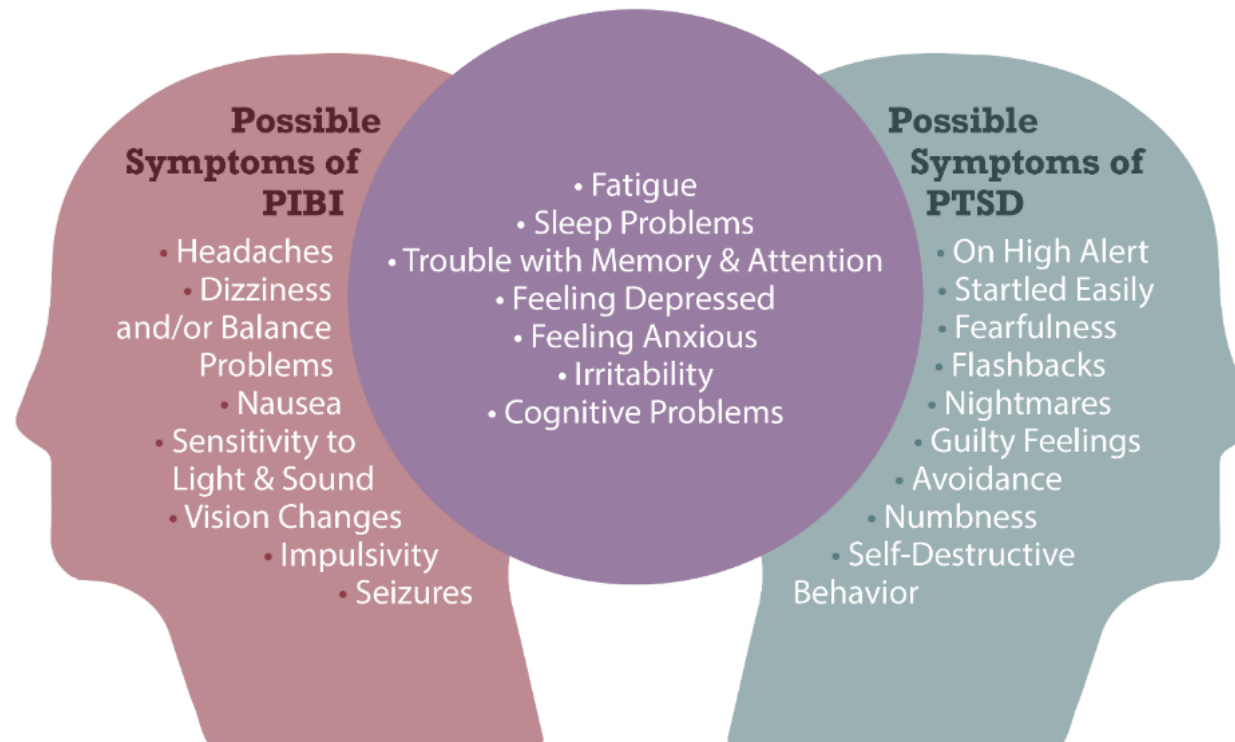 Possible
Symptoms of
PIBI
• Headaches
• Dizziness
and/or Balance
Problems
• Nausea
• Sensitivity to
Light & Sound
• Vision Changes
• Impulsivity
• Seizures
• Fatigue
• Sleep Problems
• Trouble with Memory & Attention
• Feeling Depressed
• Feeling Anxious
• Irritability
• Cognitive Problems
Possible
Symptoms of
PTSD
• On High Alert
• Startled Easily
• Fearfulness
• Flashbacks
• Nightmares
• Guilty Feelings
• Avoidance
• Numbness
• Self-Destructive
Behavior